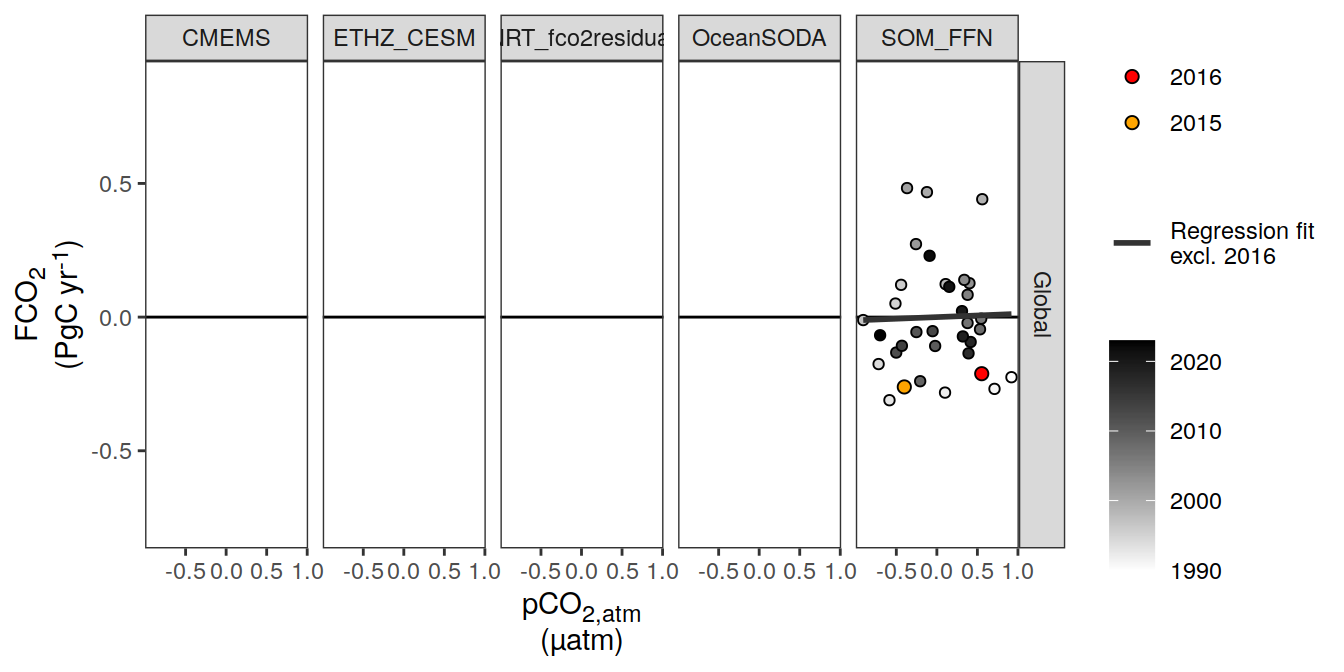 CMEMS ETHZ_CESM OceanSODA SOM_FFN
2016
2015
Regression fit
excl. 2016
2020
2010
2000
1990
Global
FCO2
(PgC yr-1)
0.5
0.0
-0.5
-0.5 0.0 0.5 1.0 -0.5 0.0 0.5 1.0 -0.5 0.0 0.5 1.0 -0.5 0.0 0.5 1.0 -0.5 0.0 0.5 1.0
pCO2,atm
(µatm)